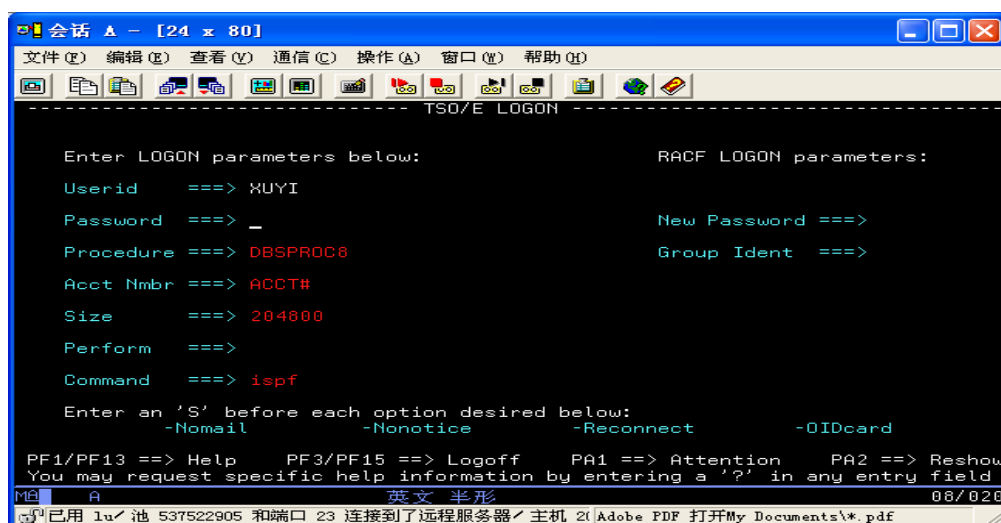 会话 A - [24 x 80]
文件(F) 编辑(E) 查看(V) 通信(C) 操作(A) 窗口(W) 帮助(H)
------------------------------- TSO/E LOGON -----------------------------------
Enter LOGON parameters below: RACF LOGON parameters:
Userid ===> XUYI
Password ===> _ New Password ===>
Procedure ===> DBSPROC8 Group Ident ===>
Acct Nmbr ===> ACCT#
Size ===> 204800
Perform ===>
Command ===> ispf
Enter an 'S' before each option desired below:
-Nomail -Nonotice -Reconnect -OIDcard
PF1/PF13 ==> Help PF3/PF15 ==> Logoff PA1 ==> Attention PA2 ==> Reshow
You may request specific help information by entering a '?' in any entry field
MA A 英文 半形 08/020
已用 lu/ 池 537522905 和端口 23 连接到了远程服务器/ 主机 2( Adobe PDF 打开My Documents\*.pdf